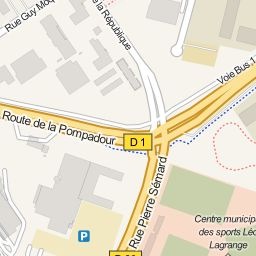 Rue Guy Moq
de la République
Voie Bus 1
Route de la Pompadour
D 1
Rue Pierre Sémard
P
Centre municipa
des sports Léo
Lagrange